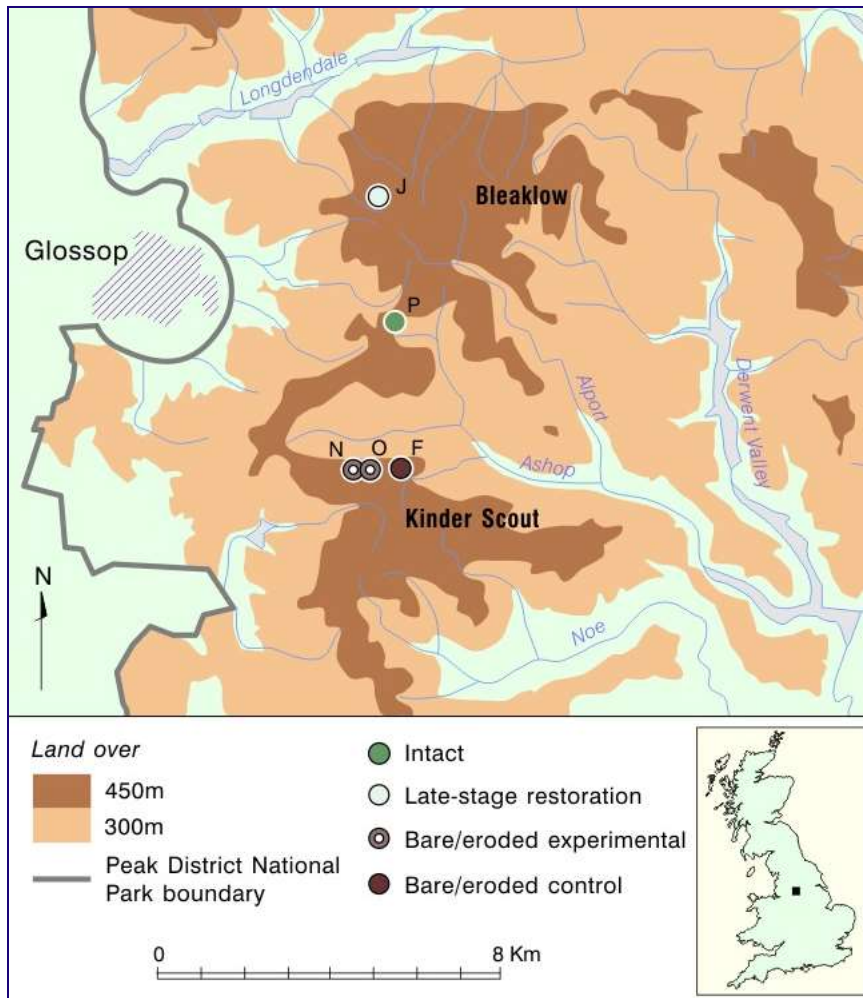 Longdendale
J
Bleaklow
Glossop
P
Alport
Derwent Valley
N
O
F
Ashop
Kinder Scout
N
Noe
Land over
450m
300m
Peak District National
Park boundary
Intact
Late-stage restoration
Bare/eroded experimental
Bare/eroded control
0
8 Km